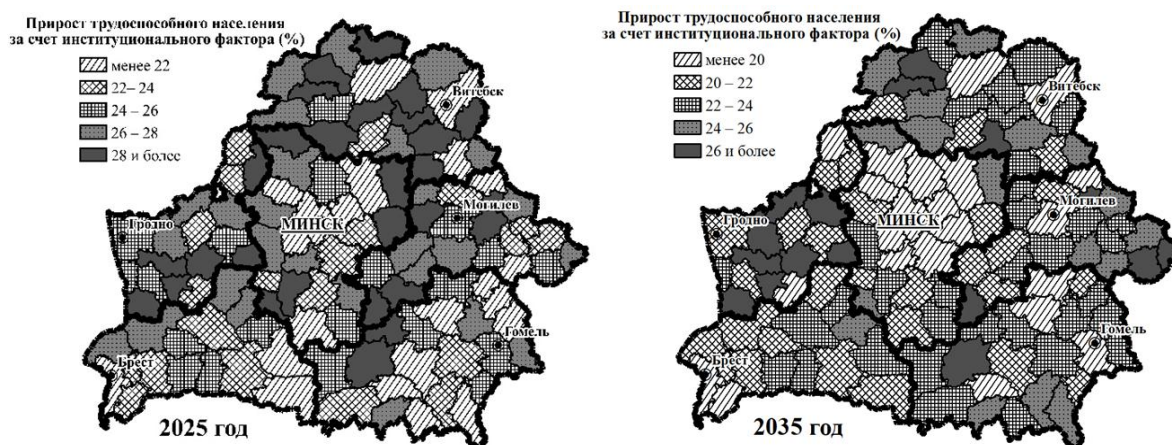 Прирост трудоспособного населения
за счет институционального фактора (%)
менее 22
22– 24
24 – 26
26 – 28
28 и более
Витебск
Гродно
МИНСК
Могилев
Брест
Гомель
2025 год
Прирост трудоспособного населения
за счет институционального фактора (%)
менее 20
20 – 22
22 – 24
24 – 26
26 и более
Витебск
Гродно
МИНСК
Могилев
Брест
Гомель
2035 год